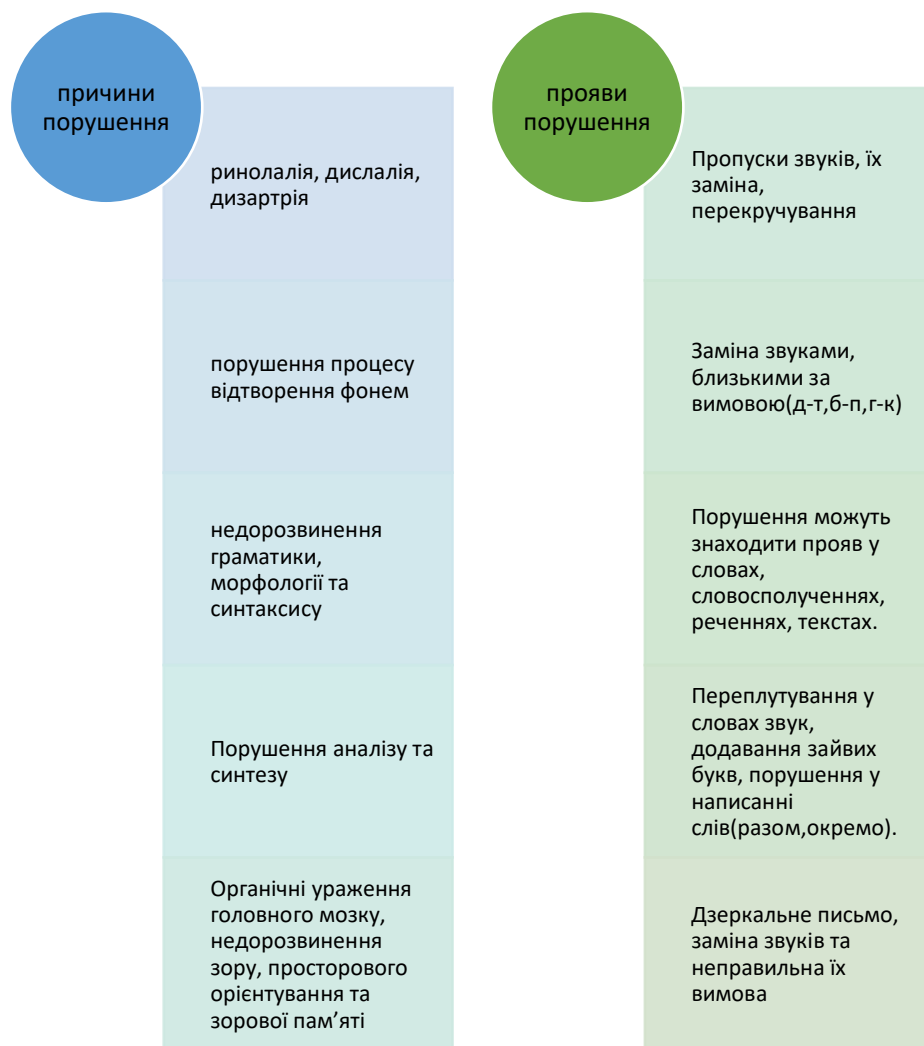 причини
порушення
ринолалія, дислалія,
дизартрія
порушення процесу
відтворення фонем
недорозвинення
граматики,
морфології та
синтаксису
Порушення аналізу та
синтезу
Органічні ураження
головного мозку,
недорозвинення
зору, просторового
орієнтування та
зорової пам’яті
прояви
порушення
Пропуски звуків, їх
заміна,
перекручування
Заміна звуками,
близькими за
вимовою(д-т,б-п,г-к)
Порушення можуть
знаходити прояв у
словах,
словосполученнях,
реченнях, текстах.
Переплутування у
словах звук,
додавання зайвих
букв, порушення у
написанні
слів(разом,окремо).
Дзеркальне письмо,
заміна звуків та
неправильна їх
вимова